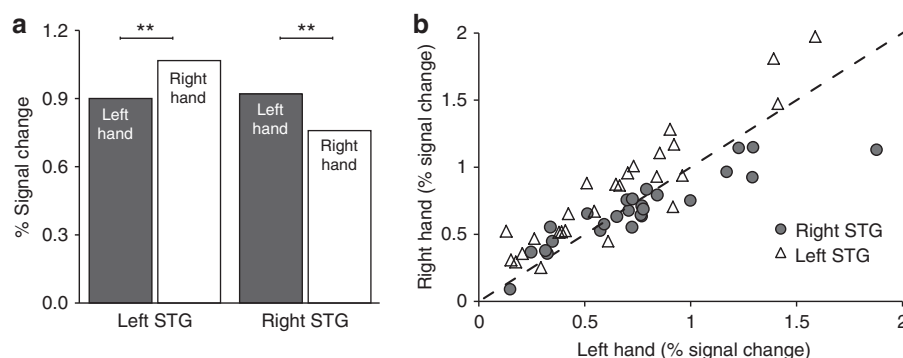 a
1.2
0.9
0.6
0.3
0.0
% Signal change
**
**
Left
hand
Right
hand
Left
hand
Right
hand
Left STG
Right STG
b
2
1.5
1
0.5
0
Right hand (% signal change)
Right STG
Left STG
0
0.5
1
1.5
2
Left hand (% signal change)